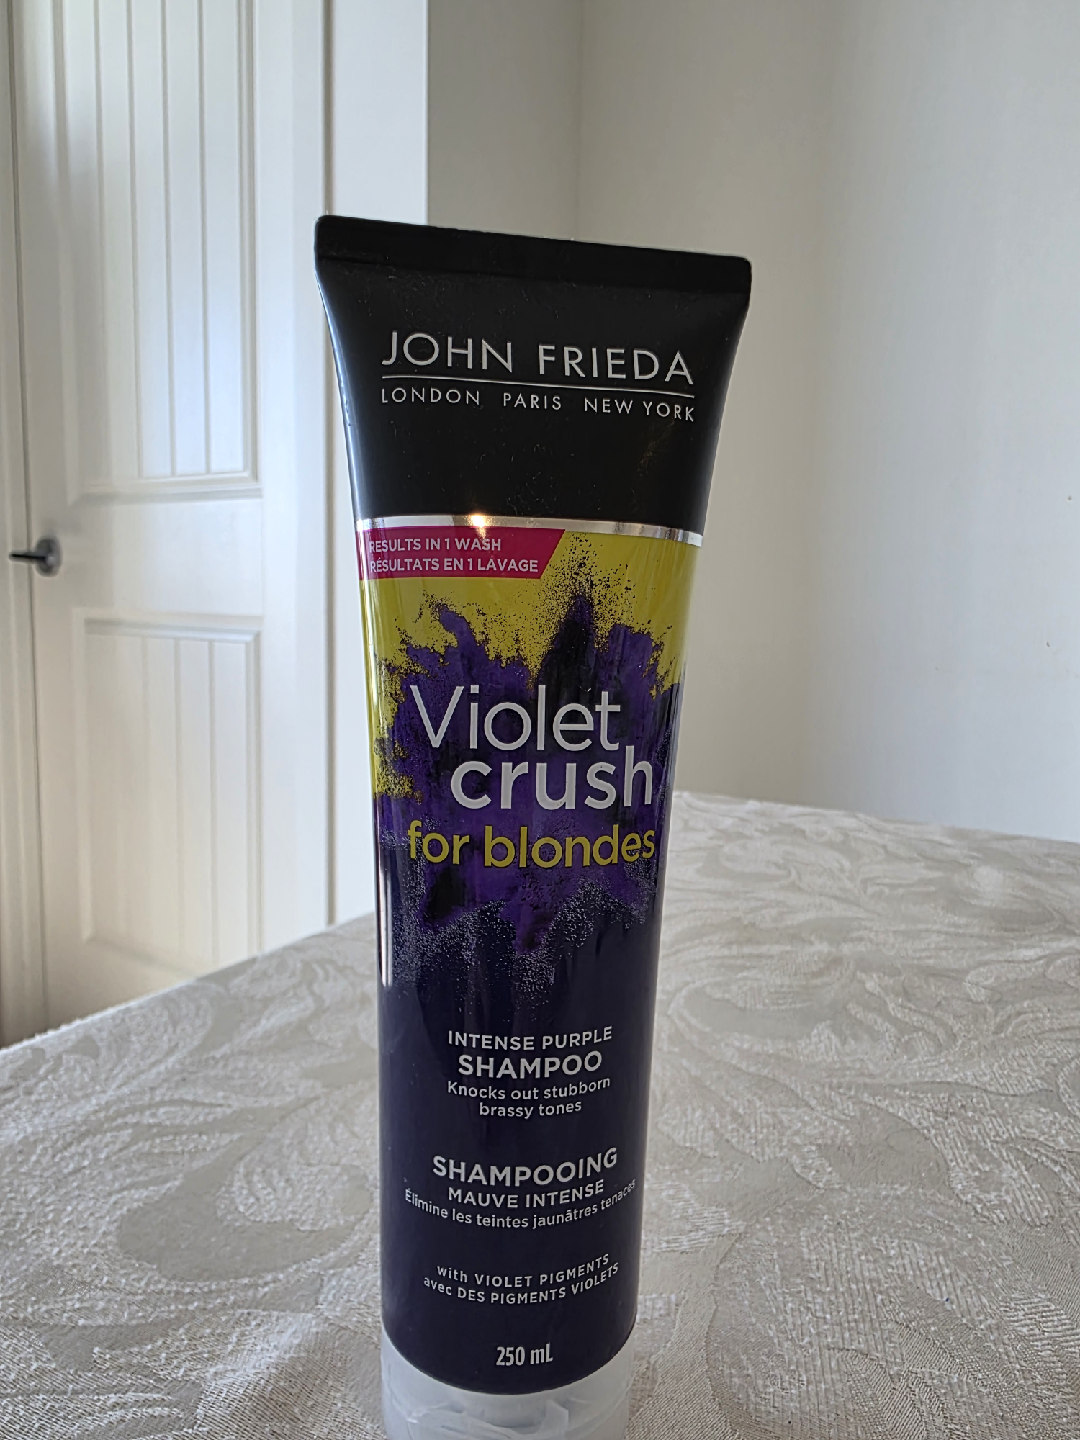 JOHN FRIEDA
LONDON PARIS NEW YORK
RESULTS IN 1 WASH
RÉSULTATS EN 1 LAVAGE
Violet
crush
for blondes
INTENSE PURPLE
SHAMPOO
Knocks out stubborn
brassy tones
SHAMPOOING
MAUVE INTENSE
Élimine les teintes jaunâtres tenaces
with VIOLET PIGMENTS
avec DES PIGMENTS VIOLETS
250 mL